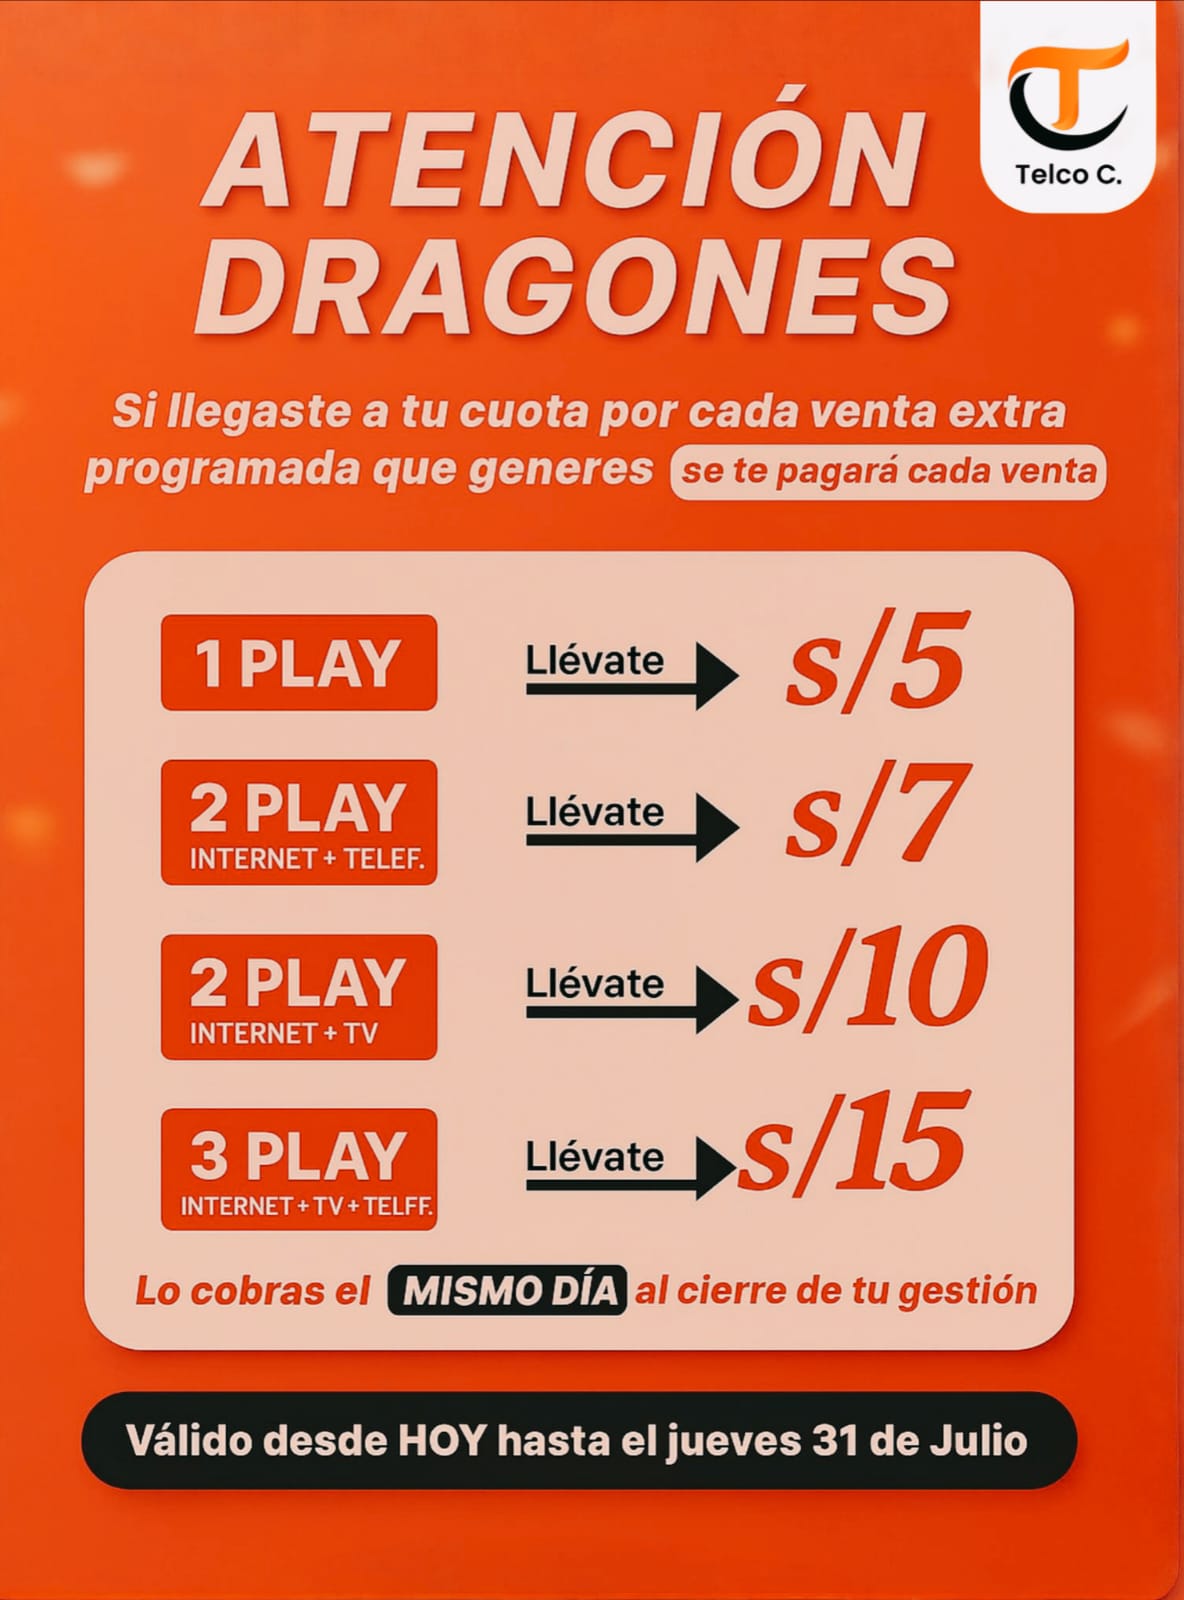 Telco C.
ATENCIÓN
DRAGONES
Si llegaste a tu cuota por cada venta extra
programada que generes se te pagará cada venta
1 PLAY Llévate s/5
2 PLAY Llévate s/7
INTERNET + TELEF.
2 PLAY Llévate s/10
INTERNET + TV
3 PLAY Llévate s/15
INTERNET + TV + TELFF.
Lo cobras el MISMO DÍA al cierre de tu gestión
Válido desde HOY hasta el jueves 31 de Julio